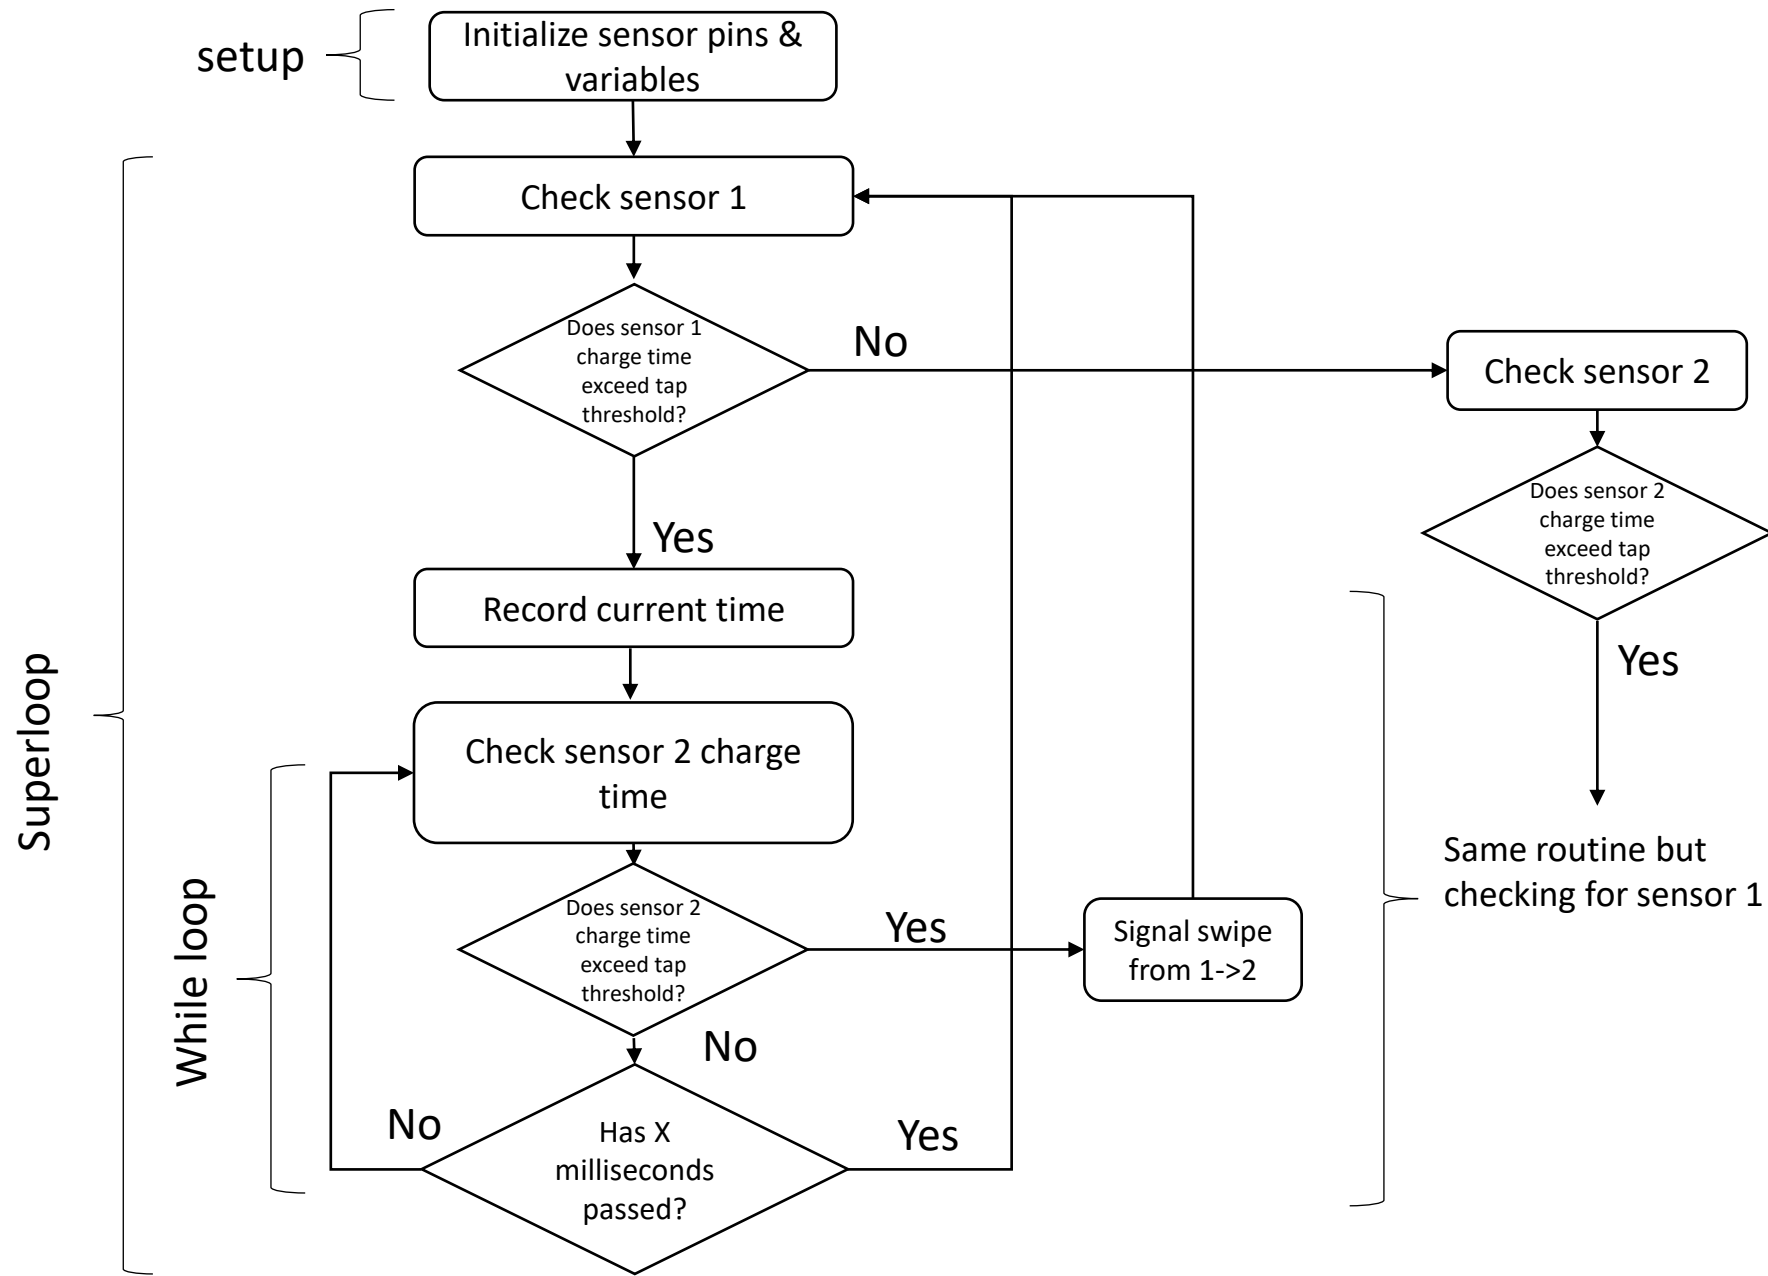 setup
Initialize sensor pins &
variables
Check sensor 1
Does sensor 1
charge time
exceed tap
threshold?
No
Check sensor 2
Does sensor 2
charge time
exceed tap
threshold?
Yes
Yes
Record current time
Superloop
Check sensor 2 charge
time
Same routine but
checking for sensor 1
While loop
Does sensor 2
charge time
exceed tap
threshold?
Yes
Signal swipe
from 1->2
No
No
Has X
milliseconds
passed?
Yes